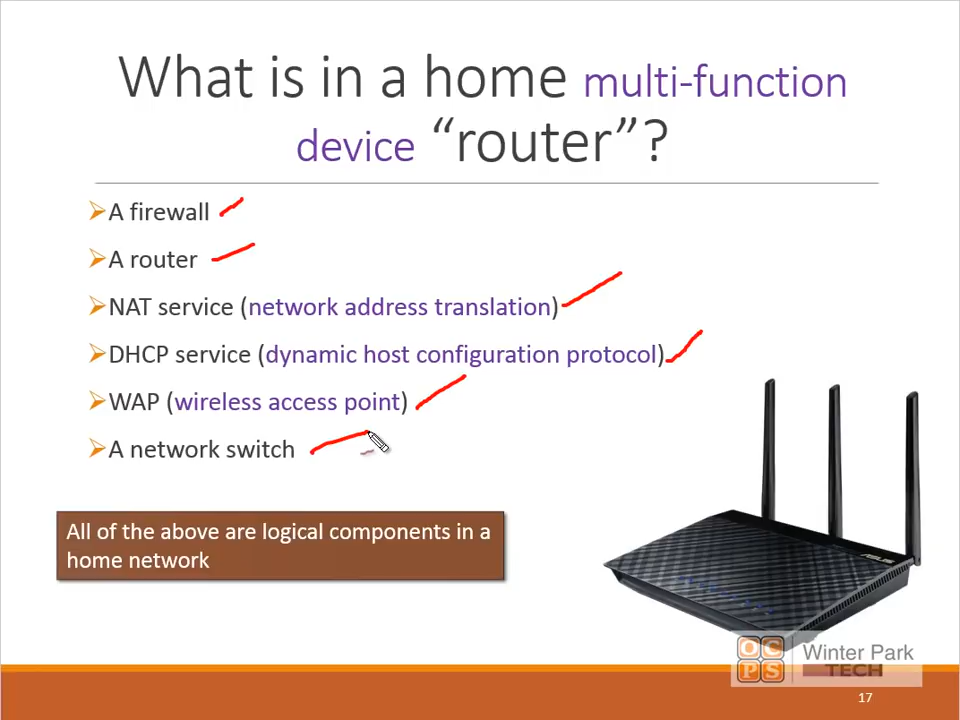 What is in a home multi-function
device “router”?
A firewall
A router
NAT service (network address translation)
DHCP service (dynamic host configuration protocol)
WAP (wireless access point)
A network switch
All of the above are logical components in a
home network
ASUS
OCPS
Winter Park
TECH
17